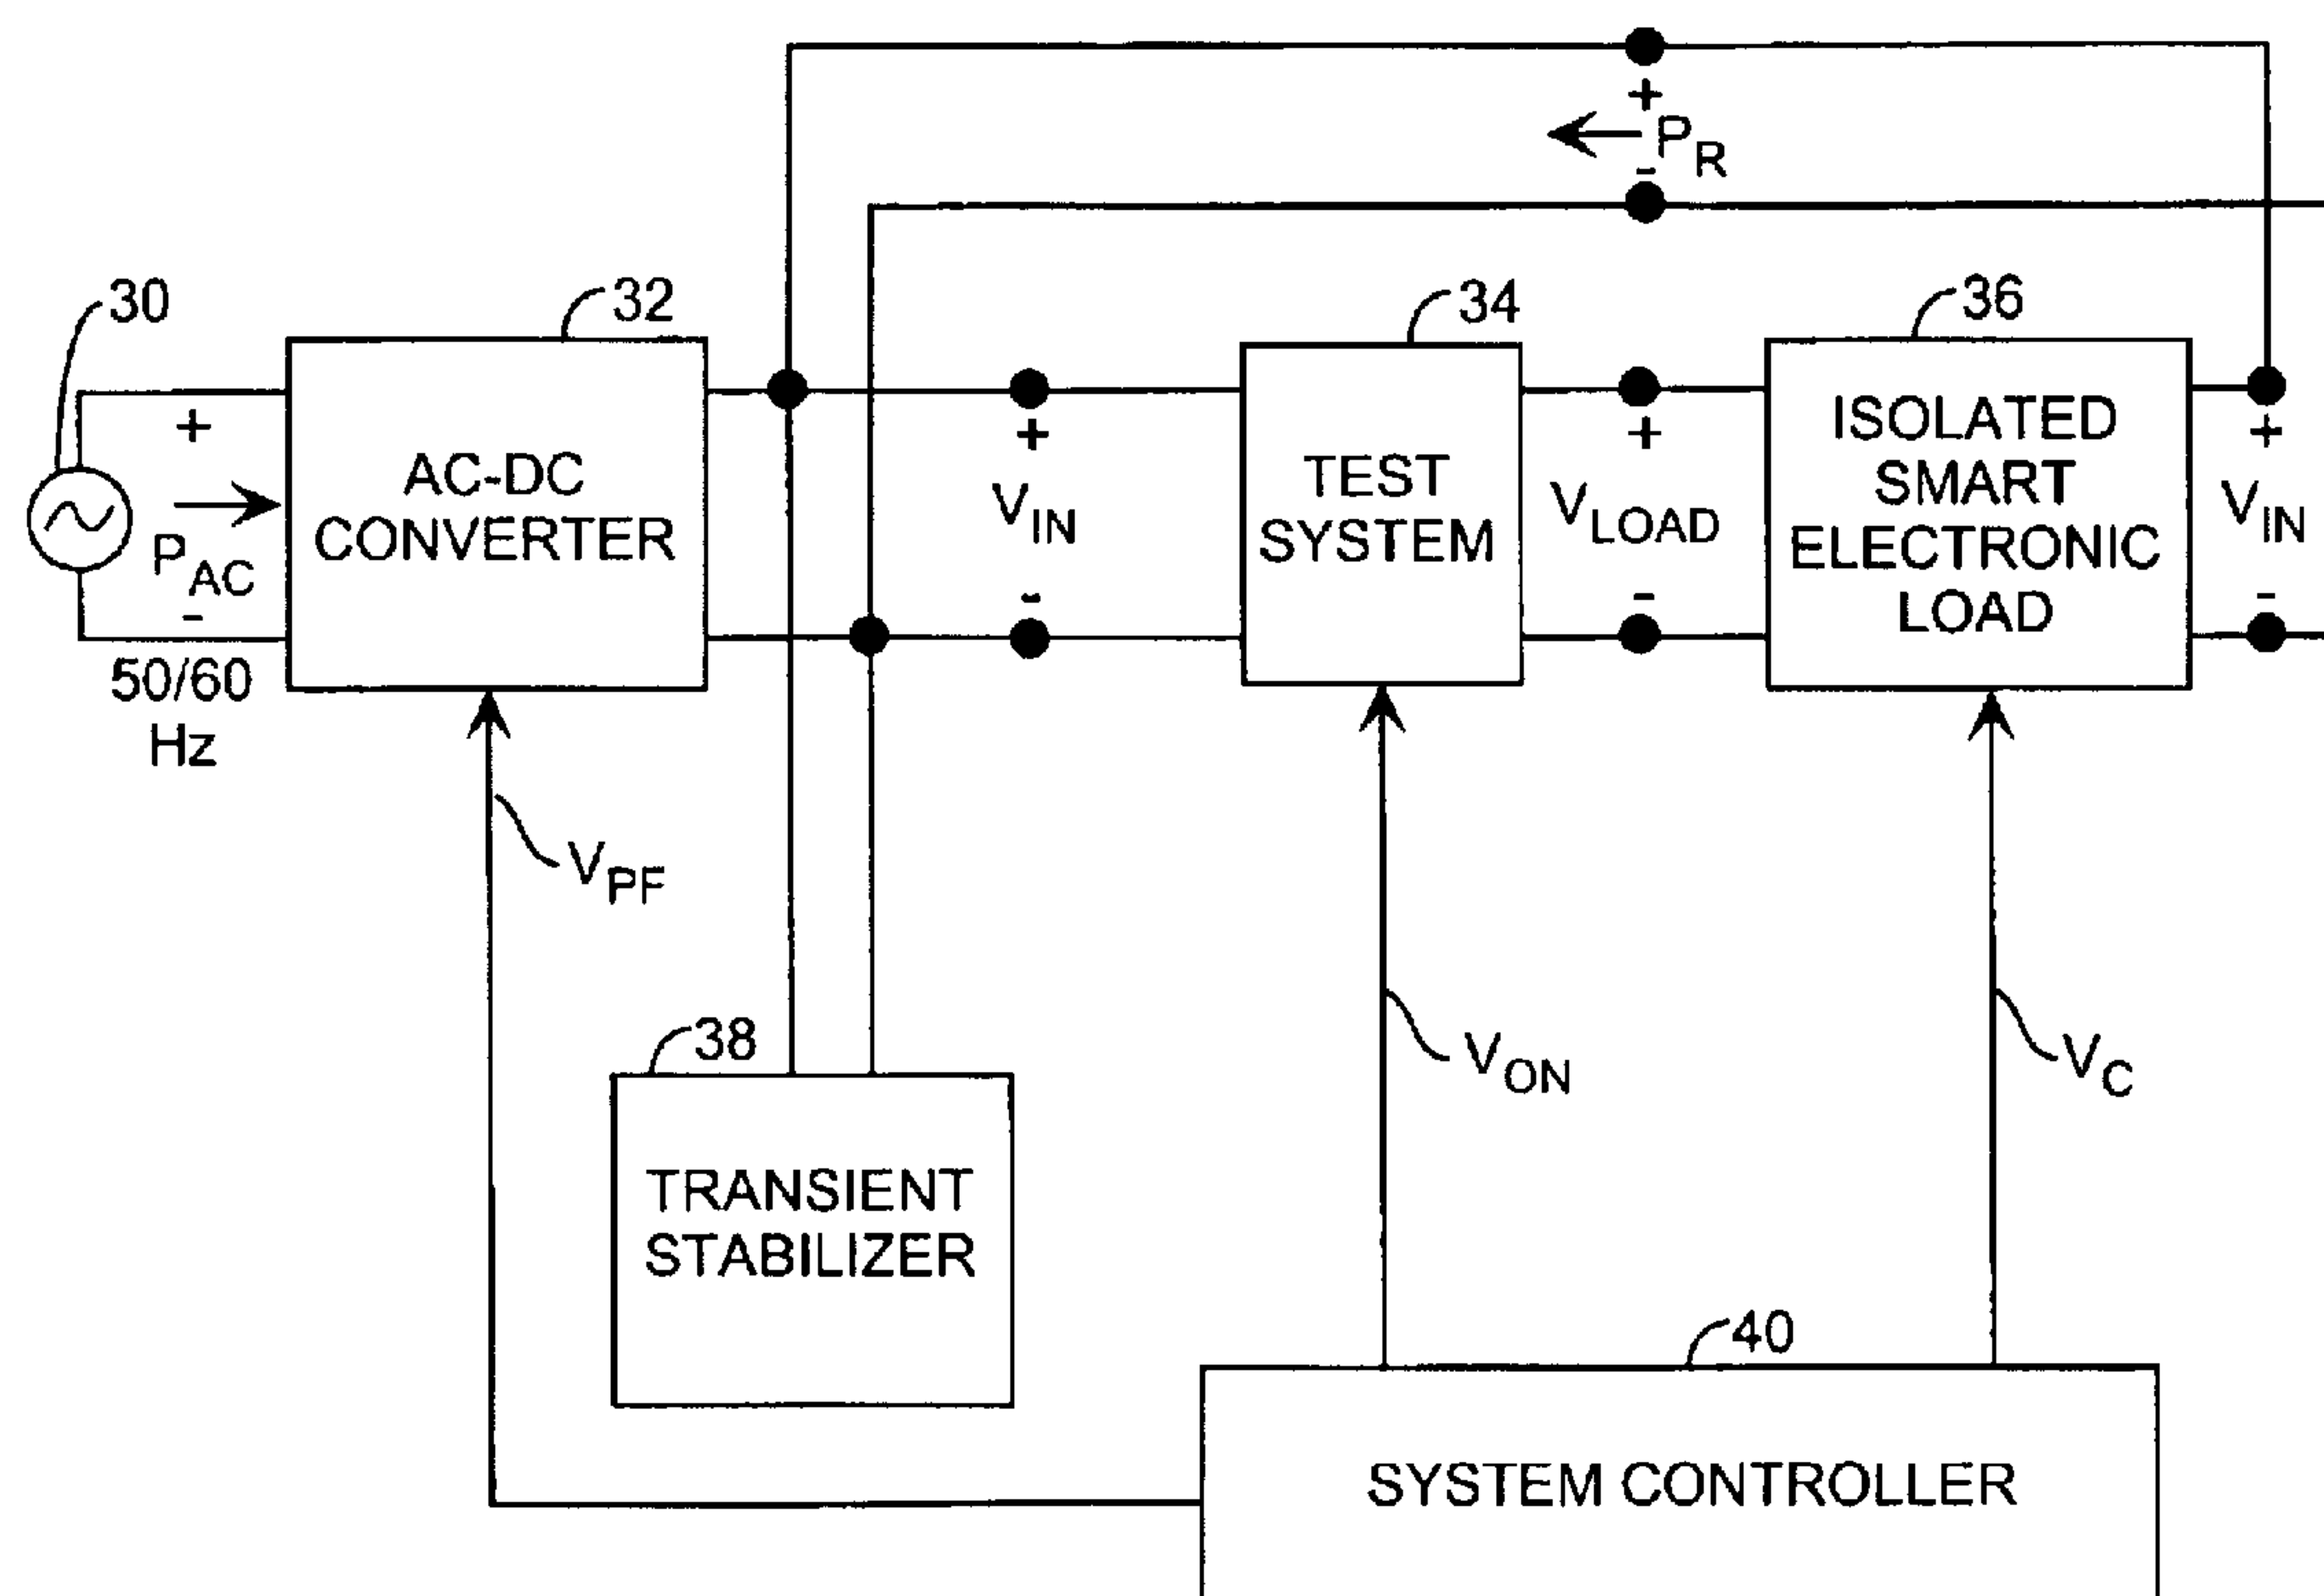 +
P_R
-
30
32
34
36
+
P_AC
-
50/60
Hz
AC-DC
CONVERTER
+
V_IN
-
TEST
SYSTEM
+
V_LOAD
-
ISOLATED
SMART
ELECTRONIC
LOAD
+
V_IN
-
V_PF
38
TRANSIENT
STABILIZER
V_ON
V_C
40
SYSTEM CONTROLLER